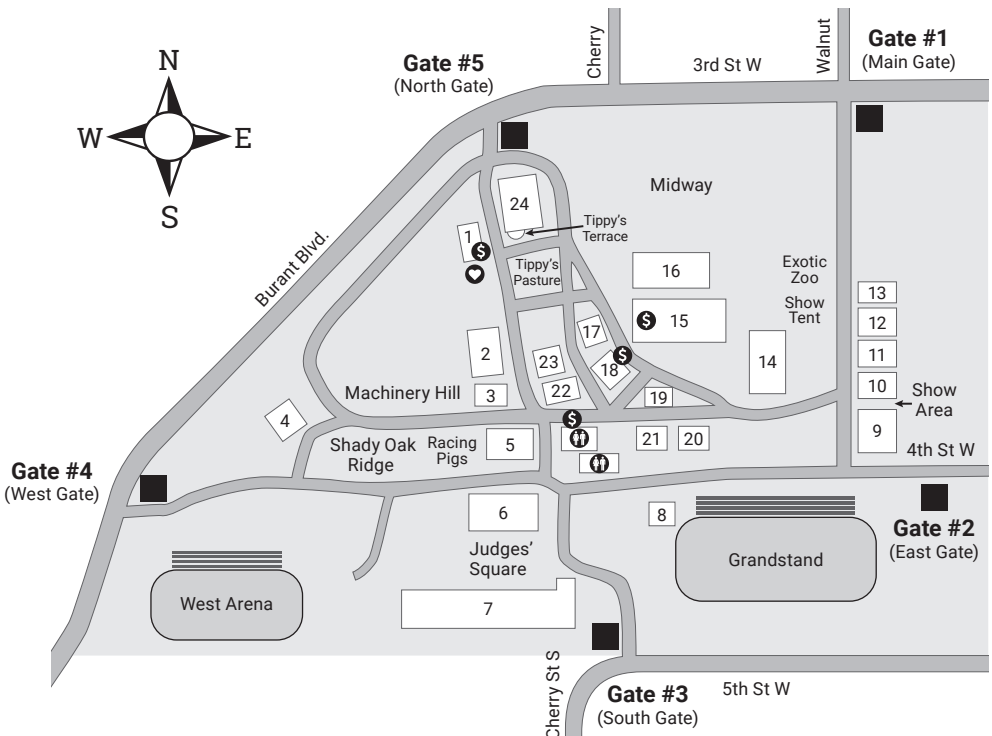 Cherry
Walnut
Gate #1
(Main Gate)
3rd St W
Gate #5
(North Gate)
N
W
E
S
Midway
24
Tippy's
Terrace
1
$
Tippy's
Pasture
16
Exotic
Zoo
Show
Tent
Burant Blvd.
13
12
11
10
9
$
15
17
14
2
23
18
$
22
3
19
Machinery Hill
Show
Area
4
$
5
21
20
Shady Oak
Ridge
Racing
Pigs
4th St W
Gate #4
(West Gate)
6
8
Gate #2
(East Gate)
Judges'
Square
Grandstand
West Arena
7
Cherry St S
Gate #3
(South Gate)
5th St W